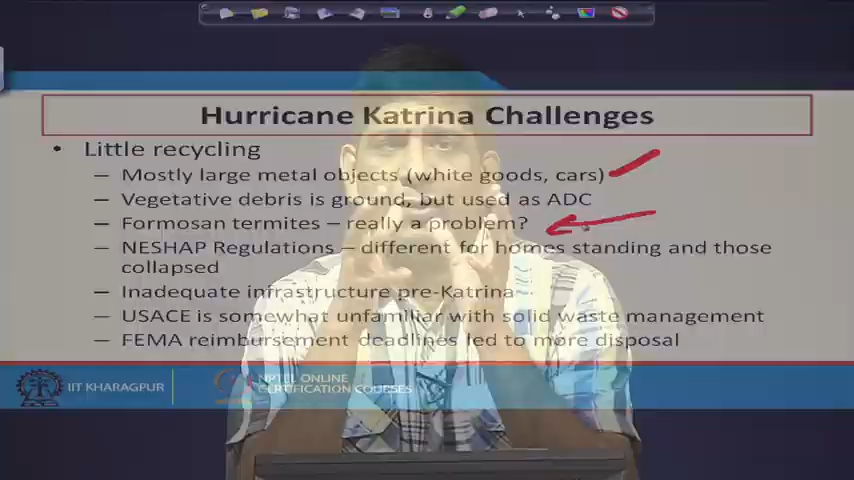 Hurricane Katrina Challenges
• Little recycling
– Mostly large metal objects (white goods, cars)
– Vegetative debris is ground, but used as ADC
– Formosan termites – really a problem?
– NESHAP Regulations – different for homes standing and those
collapsed
– Inadequate infrastructure pre-Katrina
– USACE is somewhat unfamiliar with solid waste management
– FEMA reimbursement deadlines led to more disposal
IIT KHARAGPUR
NPTEL ONLINE
CERTIFICATION COURSES